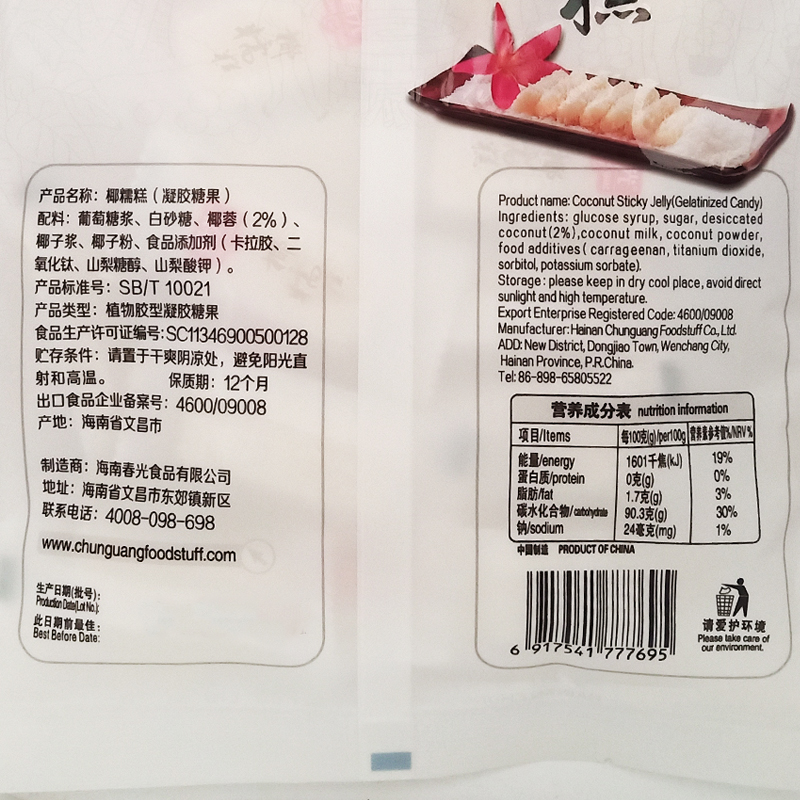 糕
产品名称：椰糯糕（凝胶糖果）
配料：葡萄糖浆、白砂糖、椰蓉（2%）、
椰子浆、椰子粉、食品添加剂（卡拉胶、二
氧化钛、山梨糖醇、山梨酸钾）。
产品标准号：SB/T 10021
产品类型：植物胶型凝胶糖果
食品生产许可证编号:SC11346900500128
贮存条件：请置于干爽阴凉处，避免阳光直
射和高温。 保质期：12个月
出口食品企业备案号：4600/09008
产地：海南省文昌市
制造商：海南春光食品有限公司
地址：海南省文昌市东郊镇新区
联系电话：4008-098-698
www.chunguangfoodstuff.com
生产日期(批号):
Production Date(Lot No.):
此日期前最佳:
Best Before Date:
Product name: Coconut Sticky Jelly(Gelatinized Candy)
Ingredients: glucose syrup, sugar, desiccated
coconut(2%),coconut milk, coconut powder,
food additives( carrageenan, titanium dioxide,
sorbitol, potassium sorbate).
Storage: please keep in dry cool place, avoid direct
sunlight and high temperature.
Export Enterprise Registered Code: 4600/09008
Manufacturer: Hainan Chunguang Foodstuff Co., Ltd.
ADD: New District, Dongjiao Town, Wenchang City,
Hainan Province, P.R.China.
Tel: 86-898-65805522
营养成分表 nutrition information
项目/Items 每100克(g)/per100g 营养素参考值%/NRV%
能量/energy 1601千焦(kJ) 19%
蛋白质/protein 0克(g) 0%
脂肪/fat 1.7克(g) 3%
碳水化合物/carbohydrate 90.3克(g) 30%
钠/sodium 24毫克(mg) 1%
中国制造 PRODUCT OF CHINA
6 917541 777695
请爱护环境
Please take care of
our environment.